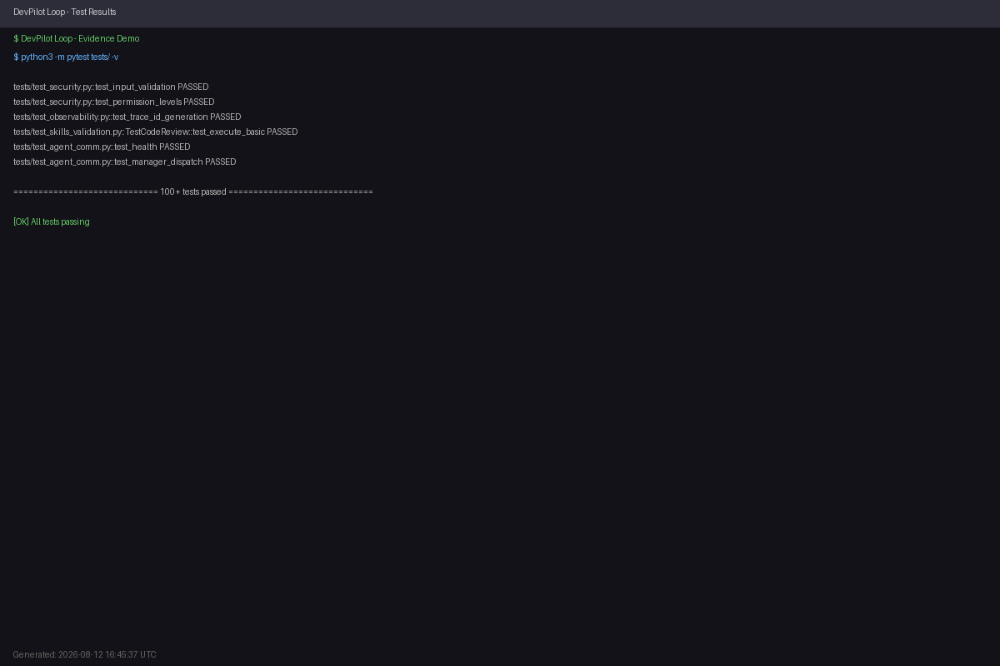 DevPilot Loop - Test Results
$ DevPilot Loop - Evidence Demo
$ python3 -m pytest tests/ -v
tests/test_security.py::test_input_validation PASSED
tests/test_security.py::test_permission_levels PASSED
tests/test_observability.py::test_trace_id_generation PASSED
tests/test_skills_validation.py::TestCodeReview::test_execute_basic PASSED
tests/test_agent_comm.py::test_health PASSED
tests/test_agent_comm.py::test_manager_dispatch PASSED
============================= 100+ tests passed =============================
[OK] All tests passing
Generated: 2026-08-12 16:45:37 UTC